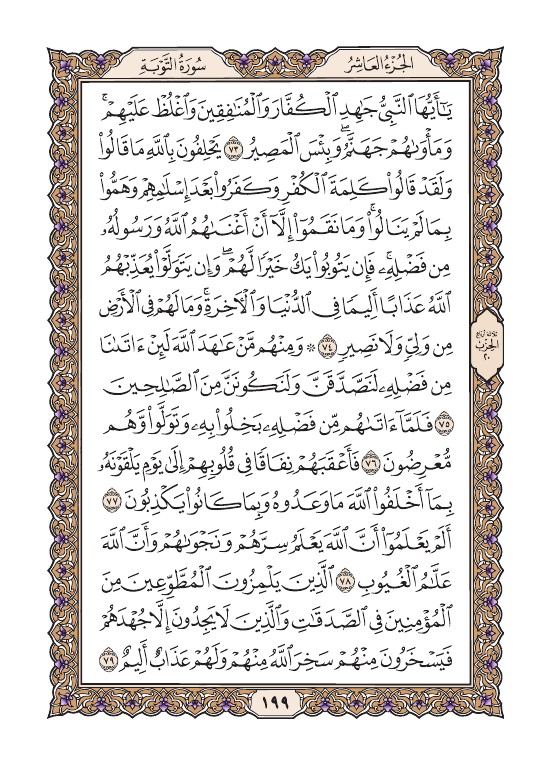 الجُزْءُ العَاشِرُ
سُورَةُ التَّوْبَةِ
يَٰٓأَيُّهَا ٱلنَّبِيُّ جَٰهِدِ ٱلۡكُفَّارَ وَٱلۡمُنَٰفِقِينَ وَٱغۡلُظۡ عَلَيۡهِمۡۚ
وَمَأۡوَىٰهُمۡ جَهَنَّمُۖ وَبِئۡسَ ٱلۡمَصِيرُ ٧٣ يَحۡلِفُونَ بِٱللَّهِ مَا قَالُواْ
وَلَقَدۡ قَالُواْ كَلِمَةَ ٱلۡكُفۡرِ وَكَفَرُواْ بَعۡدَ إِسۡلَٰمِهِمۡ وَهَمُّواْ
بِمَا لَمۡ يَنَالُواْۚ وَمَا نَقَمُوٓاْ إِلَّآ أَنۡ أَغۡنَىٰهُمُ ٱللَّهُ وَرَسُولُهُۥ
مِن فَضۡلِهِۦۚ فَإِن يَتُوبُواْ يَكُ خَيۡرٗا لَّهُمۡۖ وَإِن يَتَوَلَّوۡاْ يُعَذِّبۡهُمُ
ٱللَّهُ عَذَابًا أَلِيمٗا فِي ٱلدُّنۡيَا وَٱلۡأٓخِرَةِۚ وَمَا لَهُمۡ فِي ٱلۡأَرۡضِ
مِن وَلِيّٖ وَلَا نَصِيرٖ ٧٤ ۞ وَمِنۡهُم مَّنۡ عَٰهَدَ ٱللَّهَ لَئِنۡ ءَاتَىٰنَا
مِن فَضۡلِهِۦ لَنَصَّدَّقَنَّ وَلَنَكُونَنَّ مِنَ ٱلصَّٰلِحِينَ
٧٥ فَلَمَّآ ءَاتَىٰهُم مِّن فَضۡلِهِۦ بَخِلُواْ بِهِۦ وَتَوَلَّواْ وَّهُم
مُّعۡرِضُونَ ٧٦ فَأَعۡقَبَهُمۡ نِفَاقٗا فِي قُلُوبِهِمۡ إِلَىٰ يَوۡمِ يَلۡقَوۡنَهُۥ
بِمَآ أَخۡلَفُواْ ٱللَّهَ مَا وَعَدُوهُ وَبِمَا كَانُواْ يَكۡذِبُونَ ٧٧
أَلَمۡ يَعۡلَمُوٓاْ أَنَّ ٱللَّهَ يَعۡلَمُ سِرَّهُمۡ وَنَجۡوَىٰهُمۡ وَأَنَّ ٱللَّهَ
عَلَّٰمُ ٱلۡغُيُوبِ ٧٨ ٱلَّذِينَ يَلۡمِزُونَ ٱلۡمُطَّوِّعِينَ مِنَ
ٱلۡمُؤۡمِنِينَ فِي ٱلصَّدَقَٰتِ وَٱلَّذِينَ لَا يَجِدُونَ إِلَّا جُهۡدَهُمۡ
فَيَسۡخَرُونَ مِنۡهُمۡ سَخِرَ ٱللَّهُ مِنۡهُمۡ وَلَهُمۡ عَذَابٌ أَلِيمٌ ٧٩
ثلاثة أرباع
الحزب
٢٠
١٩٩